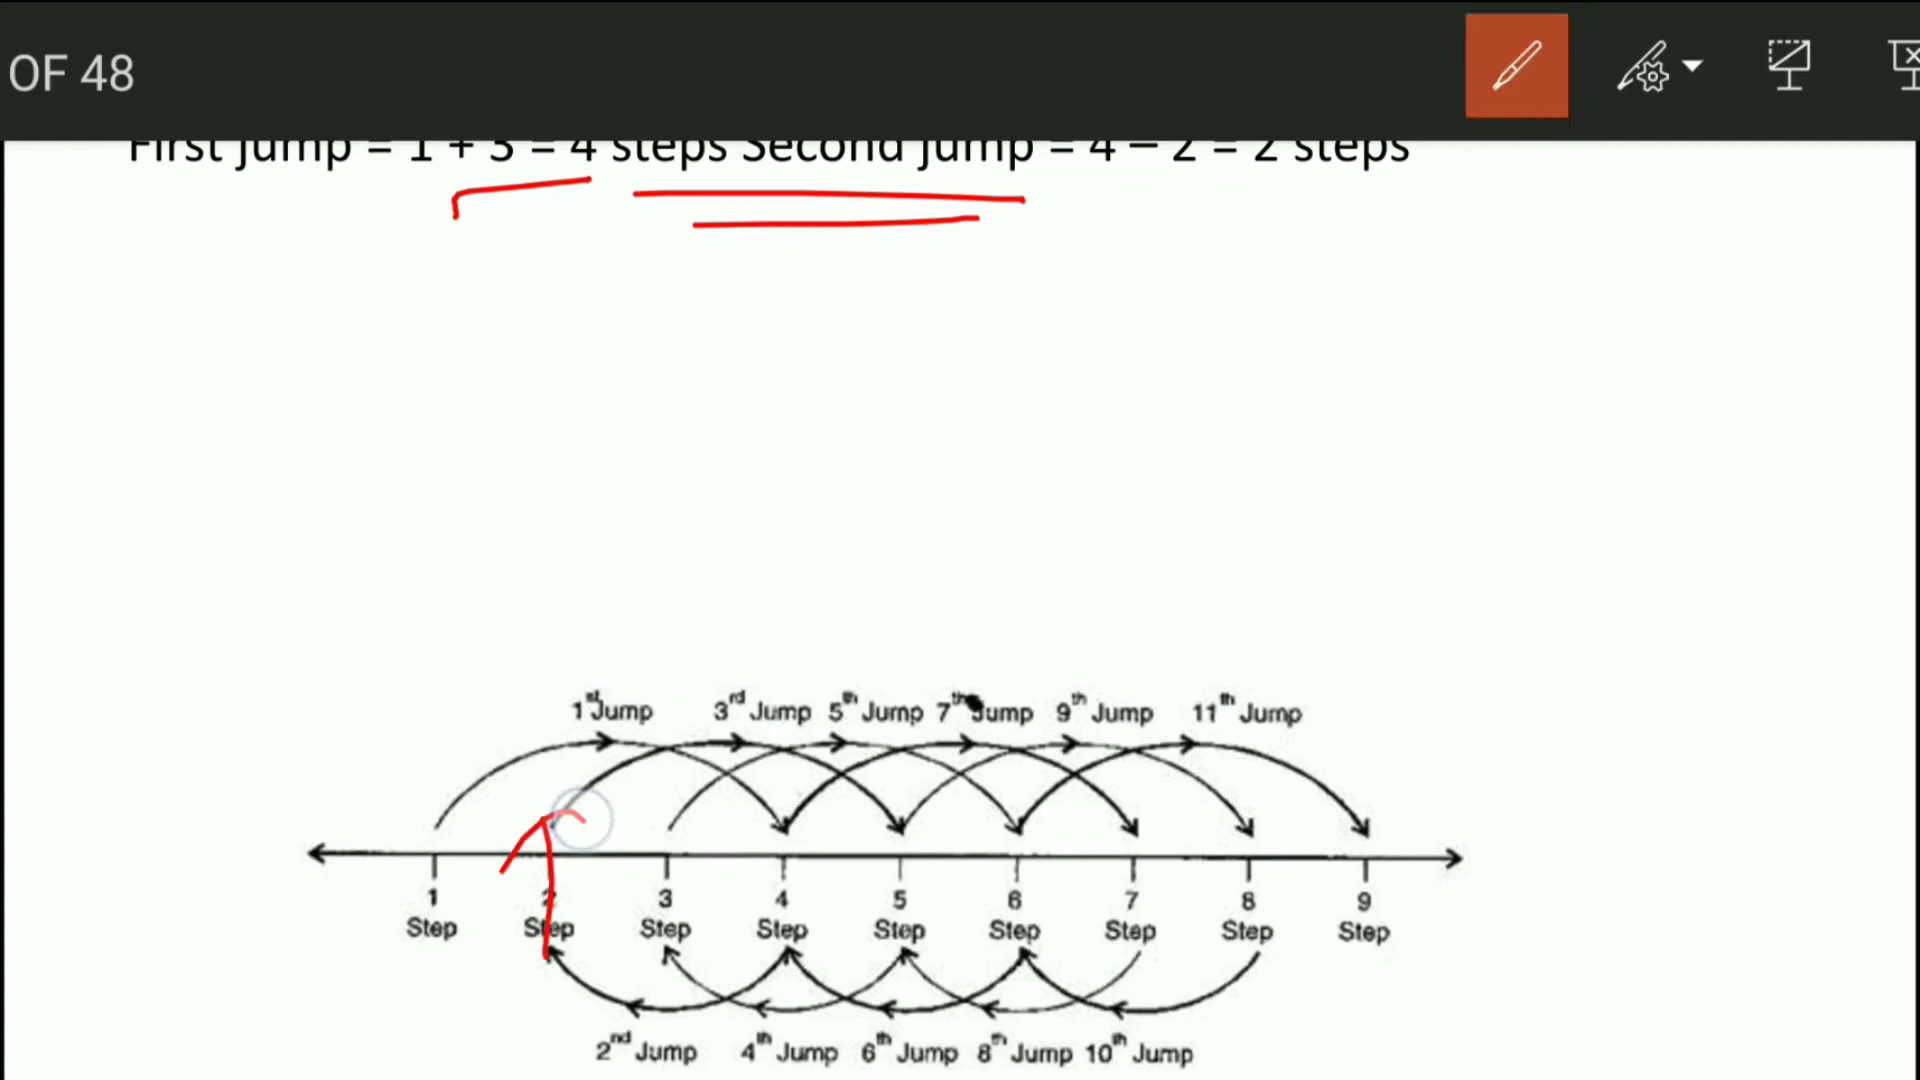 OF 48
First jump = 1 + 3 = 4 steps Second jump = 4 – 2 = 2 steps
1st Jump 3rd Jump 5th Jump 7th Jump 9th Jump 11th Jump
1 2 3 4 5 6 7 8 9
Step Step Step Step Step Step Step Step Step
2nd Jump 4th Jump 6th Jump 8th Jump 10th Jump